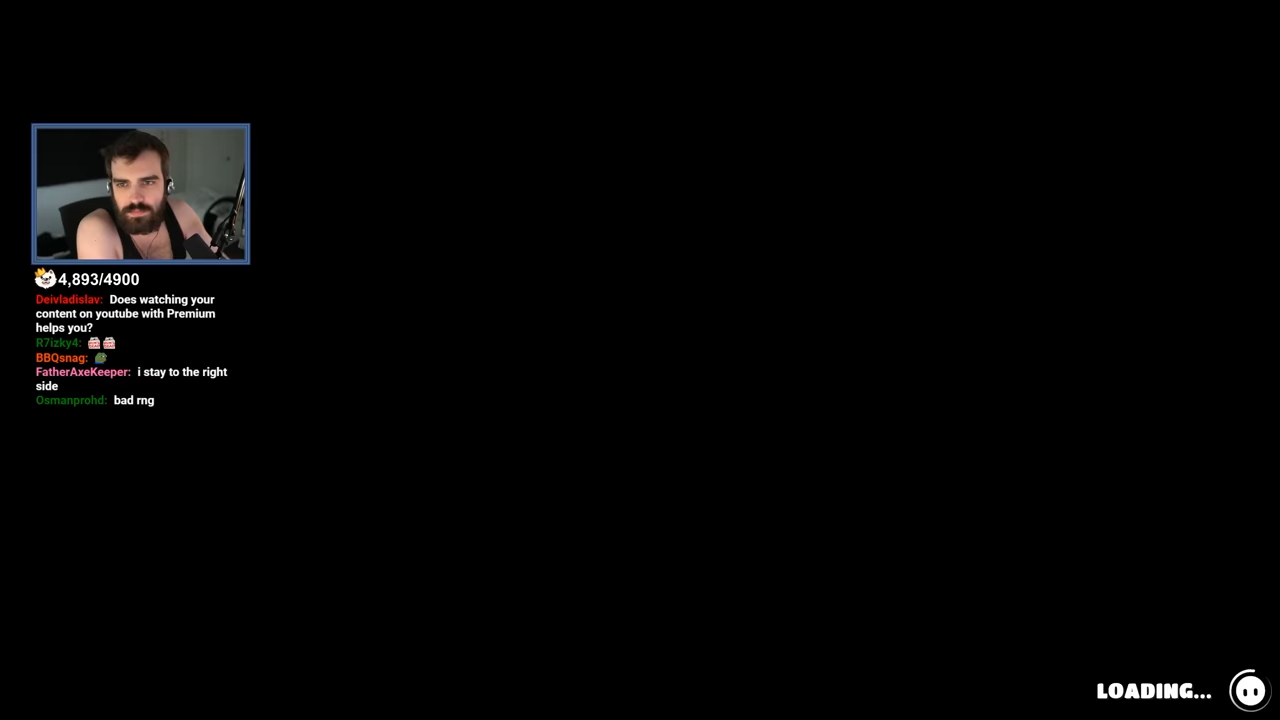 4,893/4900
Deivladislav: Does watching your
content on youtube with Premium
helps you?
R7izky4:
BBQsnag:
FatherAxeKeeper: i stay to the right
side
Osmanprohd: bad rng
LOADING...